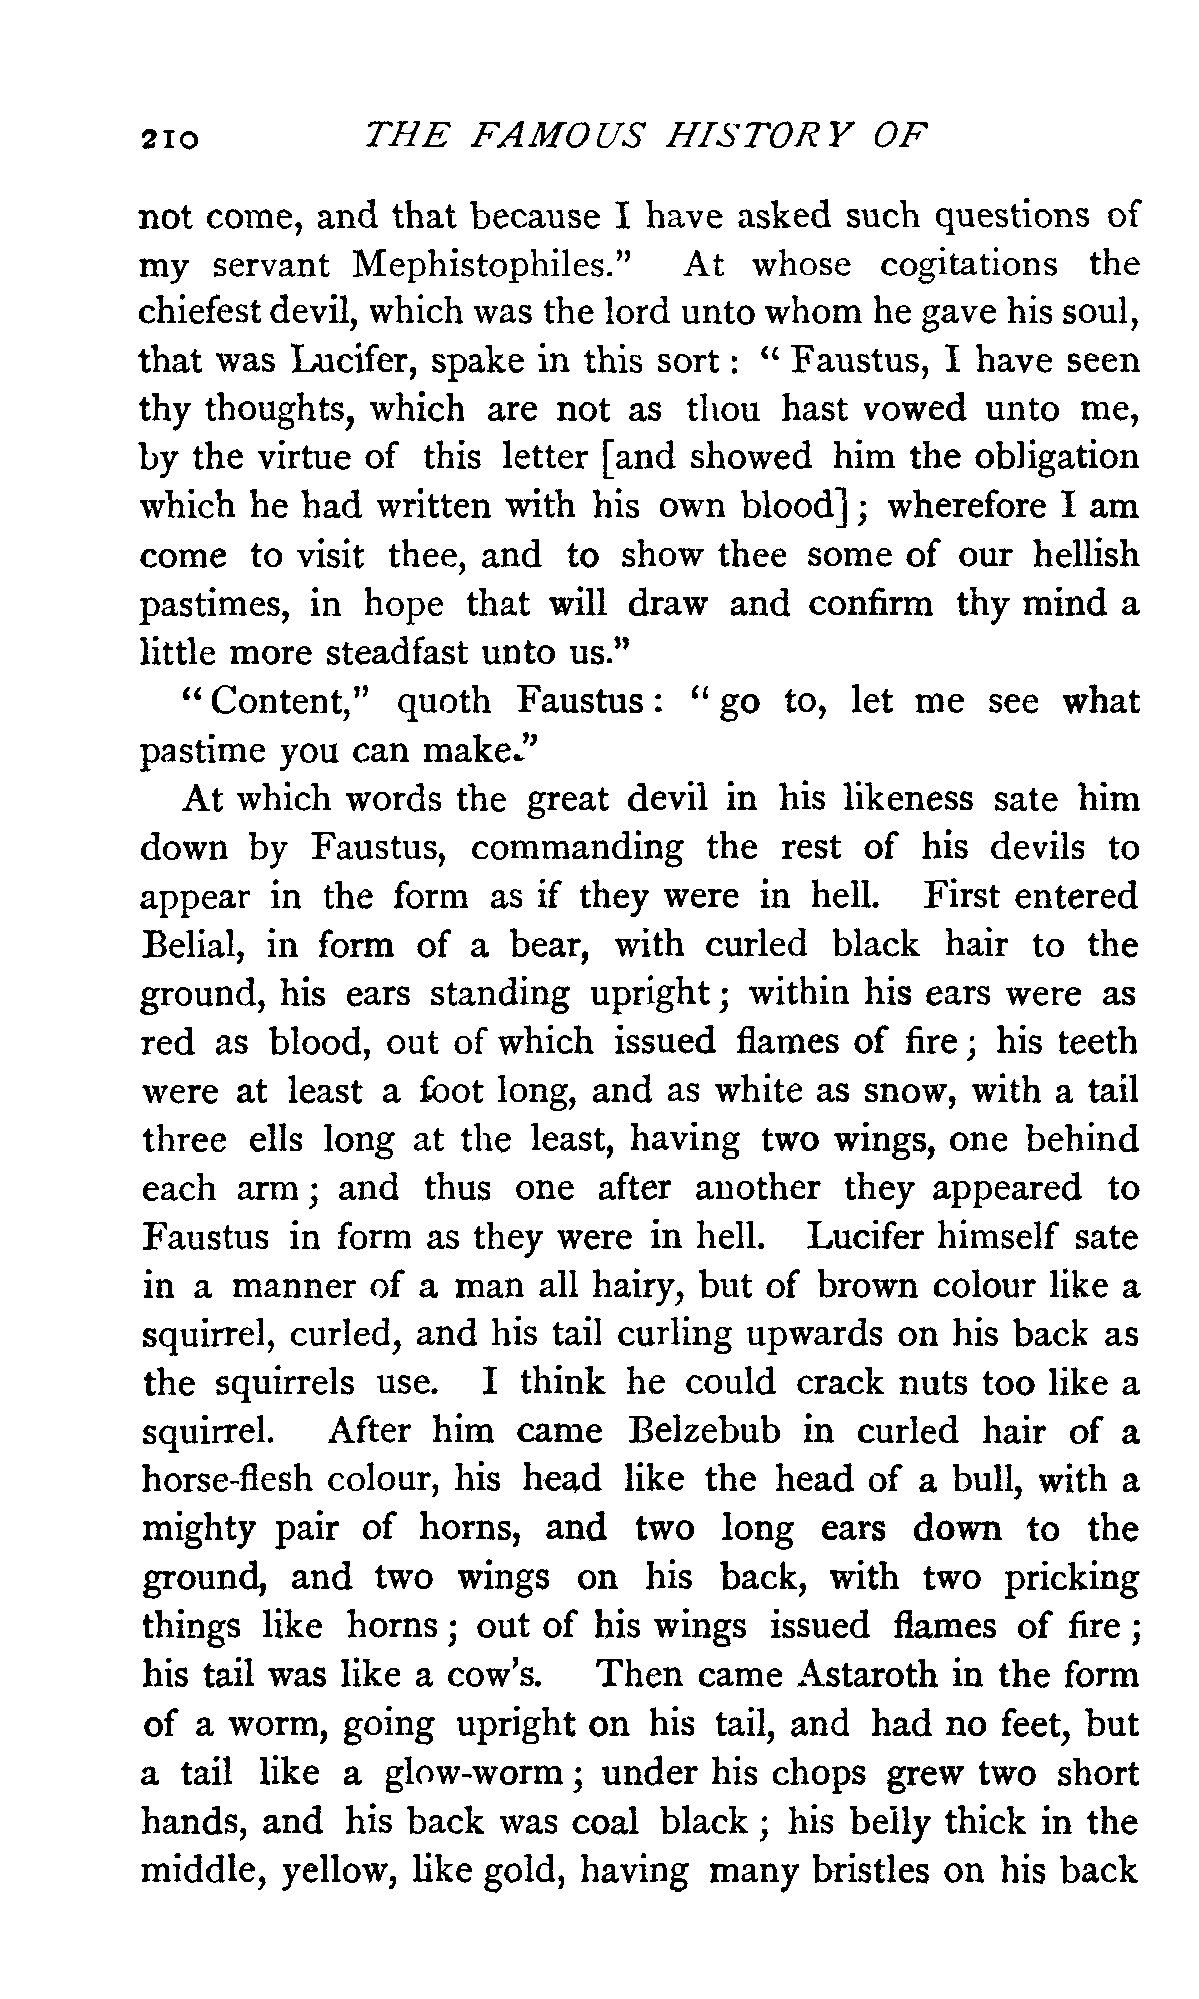 210 THE FAMOUS HISTORY OF
not come, and that because I have asked such questions of
my servant Mephistophiles." At whose cogitations the
chiefest devil, which was the lord unto whom he gave his soul,
that was Lucifer, spake in this sort : " Faustus, I have seen
thy thoughts, which are not as thou hast vowed unto me,
by the virtue of this letter [and showed him the obligation
which he had written with his own blood] ; wherefore I am
come to visit thee, and to show thee some of our hellish
pastimes, in hope that will draw and confirm thy mind a
little more steadfast unto us."
" Content," quoth Faustus : " go to, let me see what
pastime you can make."
At which words the great devil in his likeness sate him
down by Faustus, commanding the rest of his devils to
appear in the form as if they were in hell. First entered
Belial, in form of a bear, with curled black hair to the
ground, his ears standing upright ; within his ears were as
red as blood, out of which issued flames of fire ; his teeth
were at least a foot long, and as white as snow, with a tail
three ells long at the least, having two wings, one behind
each arm ; and thus one after another they appeared to
Faustus in form as they were in hell. Lucifer himself sate
in a manner of a man all hairy, but of brown colour like a
squirrel, curled, and his tail curling upwards on his back as
the squirrels use. I think he could crack nuts too like a
squirrel. After him came Belzebub in curled hair of a
horse-flesh colour, his head like the head of a bull, with a
mighty pair of horns, and two long ears down to the
ground, and two wings on his back, with two pricking
things like horns ; out of his wings issued flames of fire ;
his tail was like a cow's. Then came Astaroth in the form
of a worm, going upright on his tail, and had no feet, but
a tail like a glow-worm ; under his chops grew two short
hands, and his back was coal black ; his belly thick in the
middle, yellow, like gold, having many bristles on his back